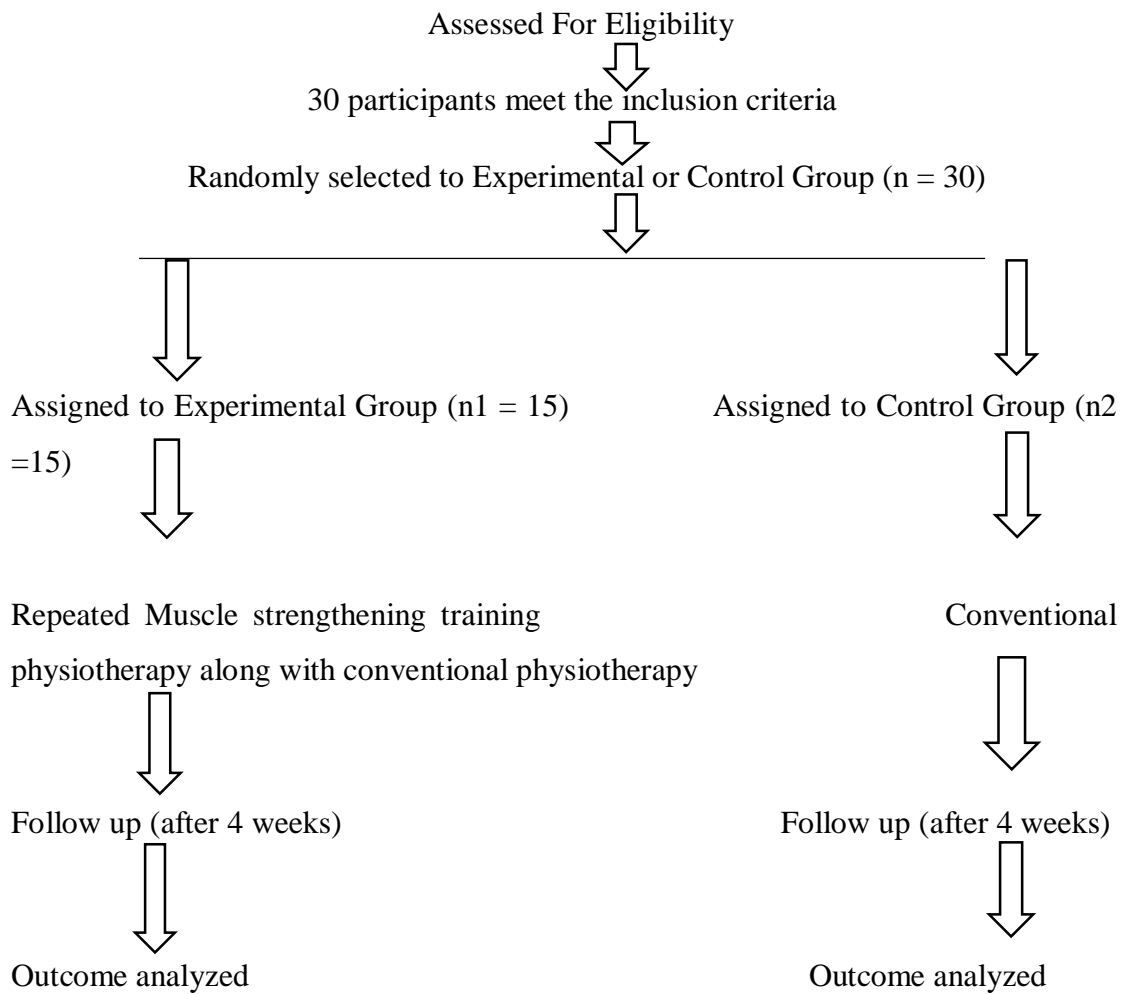 Assessed For Eligibility
30 participants meet the inclusion criteria
Randomly selected to Experimental or Control Group (n = 30)
Assigned to Experimental Group (n1 = 15) Assigned to Control Group (n2
=15)
Repeated Muscle strengthening training Conventional
physiotherapy along with conventional physiotherapy
Follow up (after 4 weeks) Follow up (after 4 weeks)
Outcome analyzed Outcome analyzed